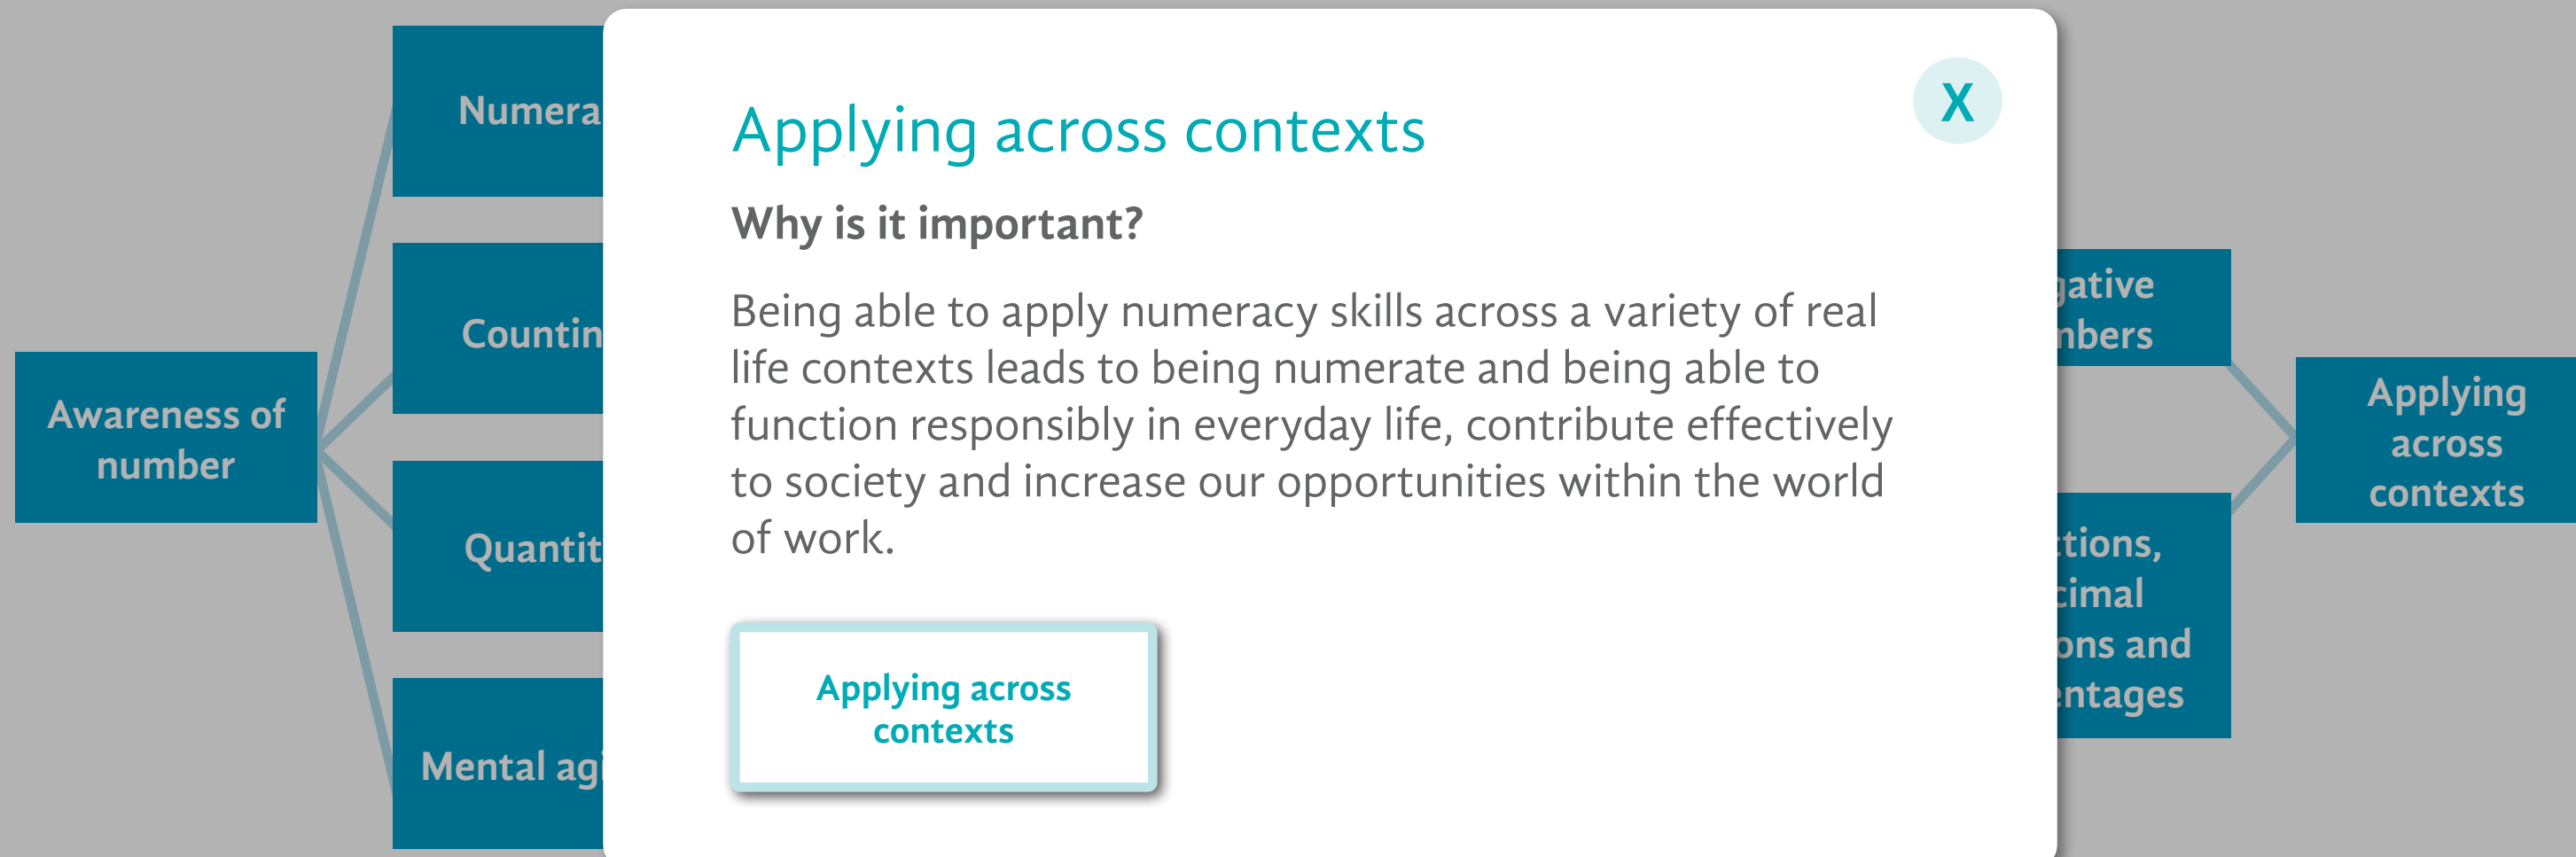 Awareness of
number
Applying across contexts
X
Why is it important?
Being able to apply numeracy skills across a variety of real
life contexts leads to being numerate and being able to
function responsibly in everyday life, contribute effectively
to society and increase our opportunities within the world
of work.
Applying across
contexts
Mental
and
Applying
across
contexts